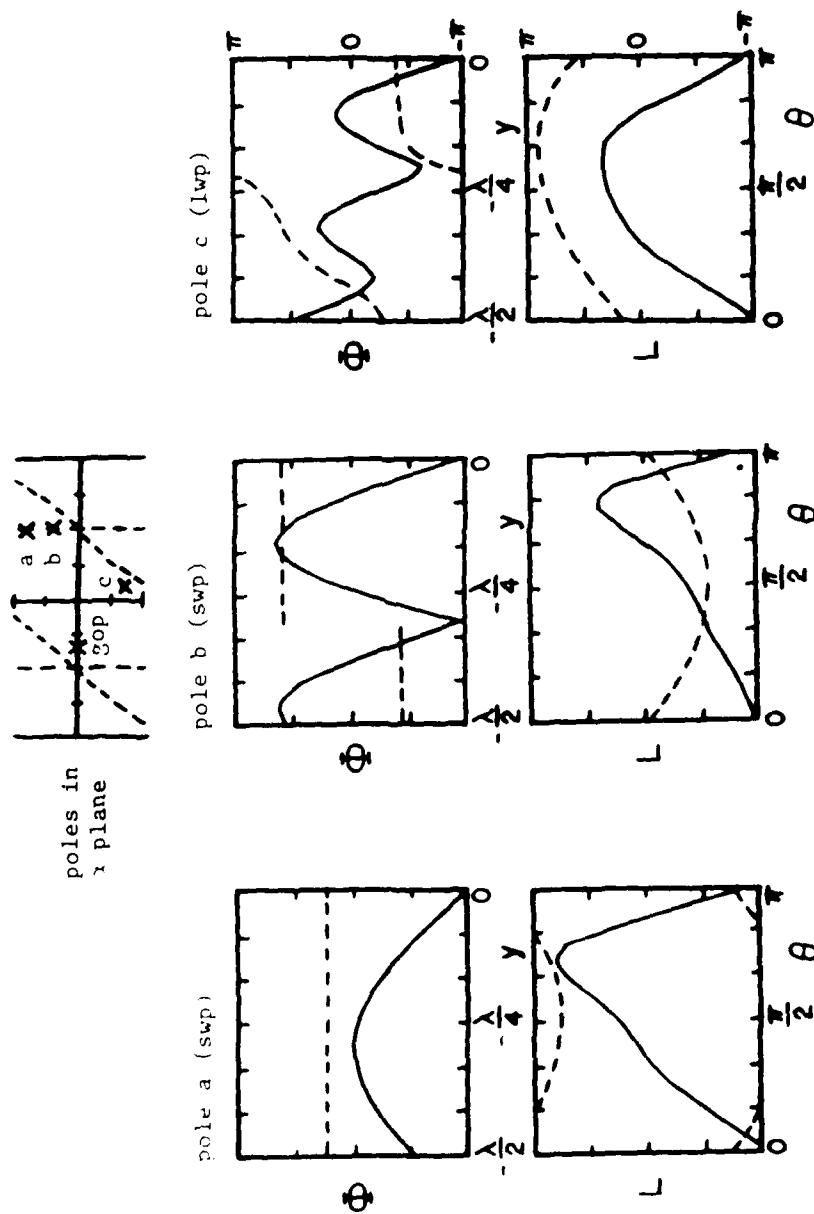 poles in
plane
a
b
c
gop
pole a (swp)
Φ
-λ/2
-λ/4
y
0
L
0
π/2
θ
π
pole b (swp)
Φ
-λ/2
-λ/4
y
0
L
0
π/2
θ
π
pole c (lwp)
Φ
π
0
-π
-λ/2
-λ/4
y
0
L
π
0
-π
0
π/2
θ
π